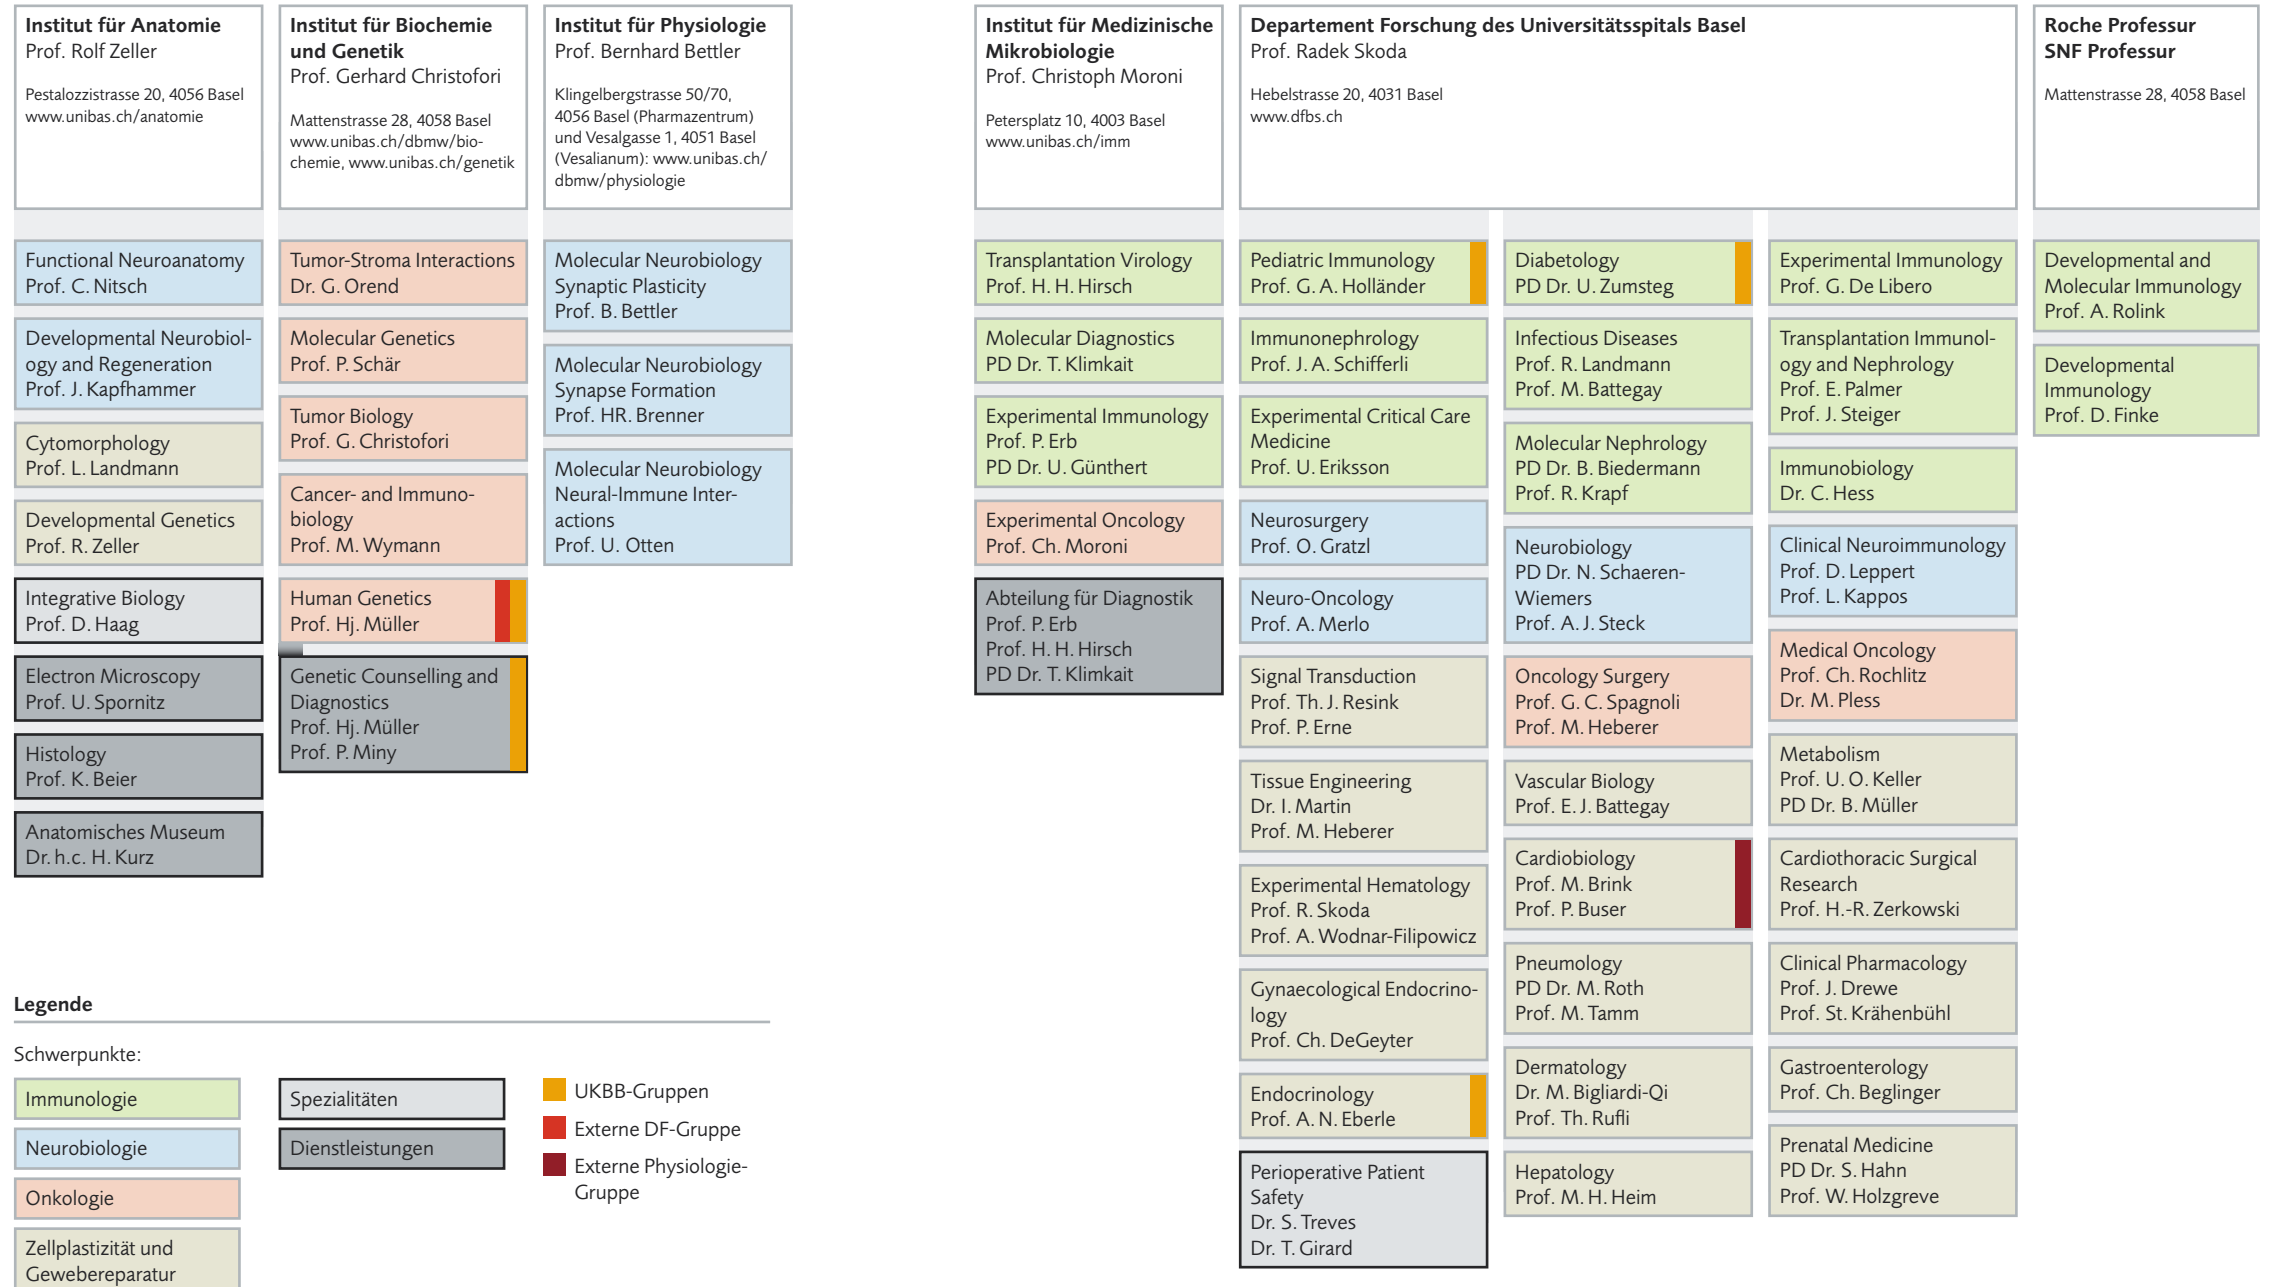 Institut für Anatomie
Prof. Rolf Zeller
Pestalozzistrasse 20, 4056 Basel
www.unibas.ch/anatomie
Functional Neuroanatomy
Prof. C. Nitsch
Developmental Neurobiol-
ogy and Regeneration
Prof. J. Kapfhammer
Cytomorphology
Prof. L. Landmann
Developmental Genetics
Prof. R. Zeller
Integrative Biology
Prof. D. Haag
Electron Microscopy
Prof. U. Spornitz
Histology
Prof. K. Beier
Anatomisches Museum
Dr. h.c. H. Kurz
Institut für Biochemie
und Genetik
Prof. Gerhard Christofori
Mattenstrasse 28, 4058 Basel
www.unibas.ch/dbmw/bio-
chemie, www.unibas.ch/genetik
Tumor-Stroma Interactions
Dr. G. Orend
Molecular Genetics
Prof. P. Schär
Tumor Biology
Prof. G. Christofori
Cancer- and Immuno-
biology
Prof. M. Wymann
Human Genetics
Prof. Hj. Müller
Genetic Counselling and
Diagnostics
Prof. Hj. Müller
Prof. P. Miny
Institut für Physiologie
Prof. Bernhard Bettler
Klingelbergstrasse 50/70,
4056 Basel (Pharmazentrum)
und Vesalgasse 1, 4051 Basel
(Vesalianum): www.unibas.ch/
dbmw/physiologie
Molecular Neurobiology
Synaptic Plasticity
Prof. B. Bettler
Molecular Neurobiology
Synapse Formation
Prof. HR. Brenner
Molecular Neurobiology
Neural-Immune Inter-
actions
Prof. U. Otten
Institut für Medizinische
Mikrobiologie
Prof. Christoph Moroni
Petersplatz 10, 4003 Basel
www.unibas.ch/imm
Transplantation Virology
Prof. H. H. Hirsch
Molecular Diagnostics
PD Dr. T. Klimkait
Experimental Immunology
Prof. P. Erb
PD Dr. U. Günthert
Experimental Oncology
Prof. Ch. Moroni
Abteilung für Diagnostik
Prof. P. Erb
Prof. H. H. Hirsch
PD Dr. T. Klimkait
Departement Forschung des Universitätsspitals Basel
Prof. Radek Skoda
Hebelstrasse 20, 4031 Basel
www.dfbs.ch
Pediatric Immunology
Prof. G. A. Holländer
Immunonephrology
Prof. J. A. Schifferli
Experimental Critical Care
Medicine
Prof. U. Eriksson
Neurosurgery
Prof. O. Gratzl
Neuro-Oncology
Prof. A. Merlo
Signal Transduction
Prof. Th. J. Resink
Prof. P. Erne
Tissue Engineering
Dr. I. Martin
Prof. M. Heberer
Experimental Hematology
Prof. R. Skoda
Prof. A. Wodnar-Filipowicz
Gynaecological Endocrino-
logy
Prof. Ch. DeGeyter
Endocrinology
Prof. A. N. Eberle
Perioperative Patient
Safety
Dr. S. Treves
Dr. T. Girard
Diabetology
PD Dr. U. Zumsteg
Infectious Diseases
Prof. R. Landmann
Prof. M. Battegay
Molecular Nephrology
PD Dr. B. Biedermann
Prof. R. Krapf
Neurobiology
PD Dr. N. Schaeren-
Wiemers
Prof. A. J. Steck
Oncology Surgery
Prof. G. C. Spagnoli
Prof. M. Heberer
Vascular Biology
Prof. E. J. Battegay
Cardiobiology
Prof. M. Brink
Prof. P. Buser
Pneumology
PD Dr. M. Roth
Prof. M. Tamm
Dermatology
Dr. M. Bigliardi-Qi
Prof. Th. Rufli
Hepatology
Prof. M. H. Heim
Experimental Immunology
Prof. G. De Libero
Transplantation Immunol-
ogy and Nephrology
Prof. E. Palmer
Prof. J. Steiger
Immunobiology
Dr. C. Hess
Clinical Neuroimmunology
Prof. D. Leppert
Prof. L. Kappos
Medical Oncology
Prof. Ch. Rochlitz
Dr. M. Pless
Metabolism
Prof. U. O. Keller
PD Dr. B. Müller
Cardiothoracic Surgical
Research
Prof. H.-R. Zerkowski
Clinical Pharmacology
Prof. J. Drewe
Prof. St. Krähenbühl
Gastroenterology
Prof. Ch. Beglinger
Prenatal Medicine
PD Dr. S. Hahn
Prof. W. Holzgreve
Roche Professur
SNF Professur
Mattenstrasse 28, 4058 Basel
Developmental and
Molecular Immunology
Prof. A. Rolink
Developmental
Immunology
Prof. D. Finke
Legende
Schwerpunkte:
Immunologie
Neurobiologie
Onkologie
Zellplastizität und
Gewebereparatur
Spezialitäten
Dienstleistungen
UKBB-Gruppen
Externe DF-Gruppe
Externe Physiologie-
Gruppe